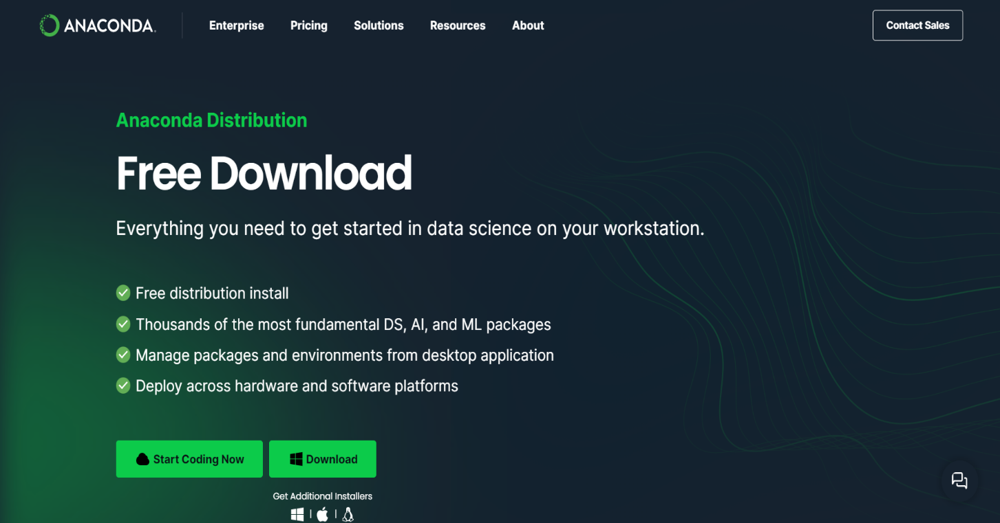 ANACONDA.
Enterprise Pricing Solutions Resources About
Contact Sales
Anaconda Distribution
Free Download
Everything you need to get started in data science on your workstation.
Free distribution install
Thousands of the most fundamental DS, AI, and ML packages
Manage packages and environments from desktop application
Deploy across hardware and software platforms
Start Coding Now
Download
Get Additional Installers